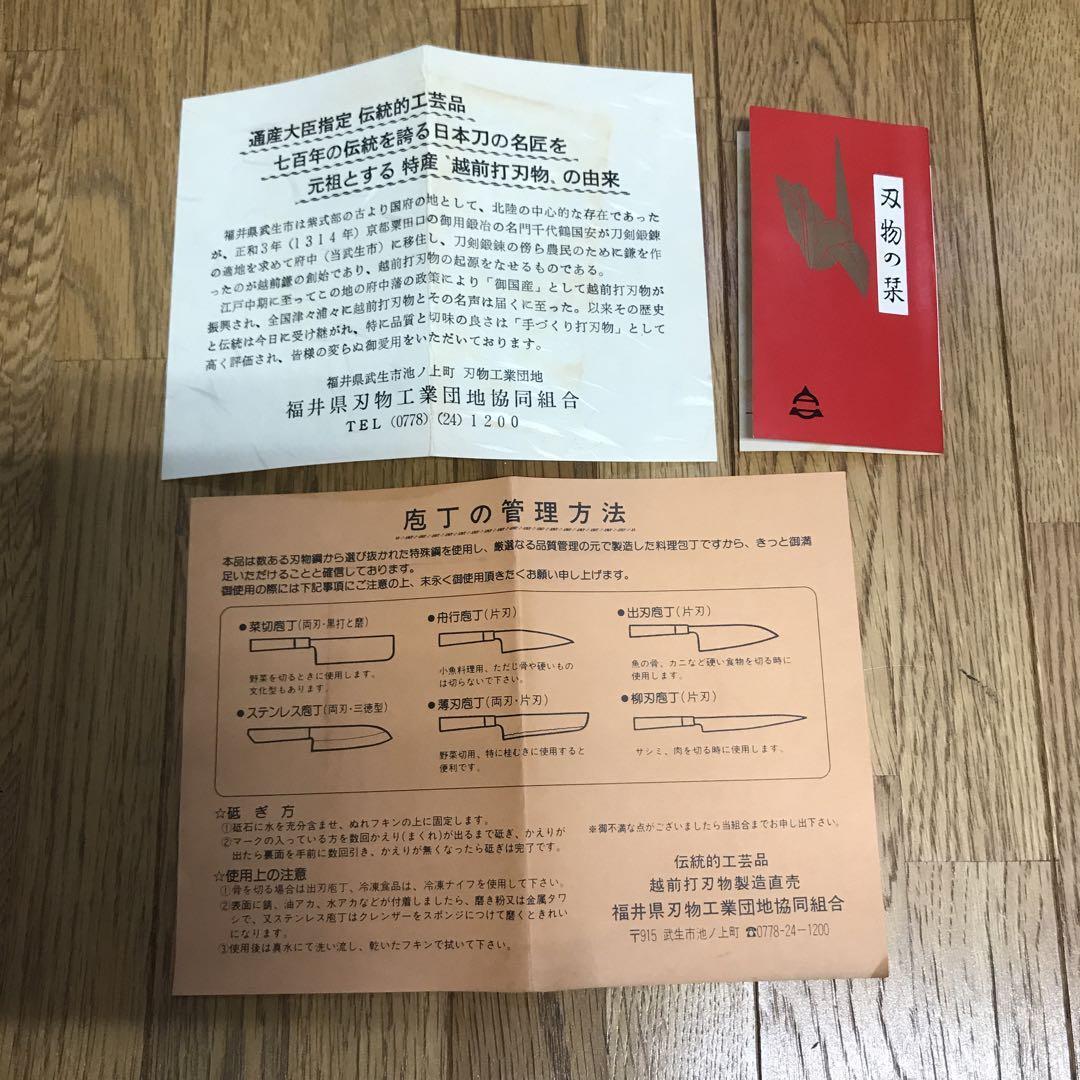 通産大臣指定 伝統的工芸品
七百年の伝統を誇る日本刀の名匠を
元祖とする 特産 〝越前打刃物〟 の由来
福井県武生市は紫式部の古より国府の地として、北陸の中心的な存在であった
が、正和3年（1314年）京都粟田口の御用鍛冶の名門千代鶴国安が刀剣鍛錬
の適地を求めて府中（当武生市）に移住し、刀剣鍛錬の傍ら農民のために鎌を作
ったのが越前鎌の創始であり、越前打刃物の起源をなせるものである。
江戸中期に至ってこの地の府中藩の政策により「御国産」として越前打刃物が
振興され、全国津々浦々に越前打刃物とその名声は届くに至った。以来その歴史
と伝統は今日に受け継がれ、特に品質と切味の良さは「手づくり打刃物」として
高く評価され、皆様の変らぬ御愛用をいただいております。
福井県武生市池ノ上町 刃物工業団地
福井県刃物工業団地協同組合
TEL（0778）（24）1200
刃物の栞
庖丁の管理方法
本品は数ある刃物鋼から選び抜かれた特殊鋼を使用し、厳選なる品質管理の元で製造した料理包丁ですから、きっと御満
足いただけることと確信しております。
御使用の際には下記事項にご注意の上、末永く御使用頂きたくお願い申し上げます。
●菜切庖丁(両刃・黒打と磨)
野菜を切るときに使用します。
文化型もあります。
●舟行庖丁(片刃)
小魚料理用、ただし骨や硬いもの
は切らないで下さい。
●出刃庖丁(片刃)
魚の骨、カニなど硬い食物を切る時に
使用します。
●ステンレス庖丁(両刃・三徳型)
●薄刃庖丁(両刃・片刃)
野菜切用、特に桂むきに使用すると
便利です。
●柳刃庖丁(片刃)
サシミ、肉を切る時に使用します。
☆砥ぎ方
①砥石に水を充分含ませ、ぬれフキンの上に固定します。
②マークの入っている方を数回かえり(まくれ)が出るまで砥ぎ、かえりが
出たら裏面を手前に数回引き、かえりが無くなったら砥ぎは完了です。
☆使用上の注意
①骨を切る場合は出刃庖丁、冷凍食品は、冷凍ナイフを使用して下さい。
②表面に錆、油アカ、水アカなどが付着しましたら、磨き粉又は金属タワ
シで、又ステンレス庖丁はクレンザーをスポンジにつけて磨くときれい
になります。
③使用後は真水にて洗い流し、乾いたフキンで拭いて下さい。
※御不満な点がございましたら当組合までお申し出下さい。
伝統的工芸品
越前打刃物製造直売
福井県刃物工業団地協同組合
〒915 武生市池ノ上町 ☎0778-24-1200